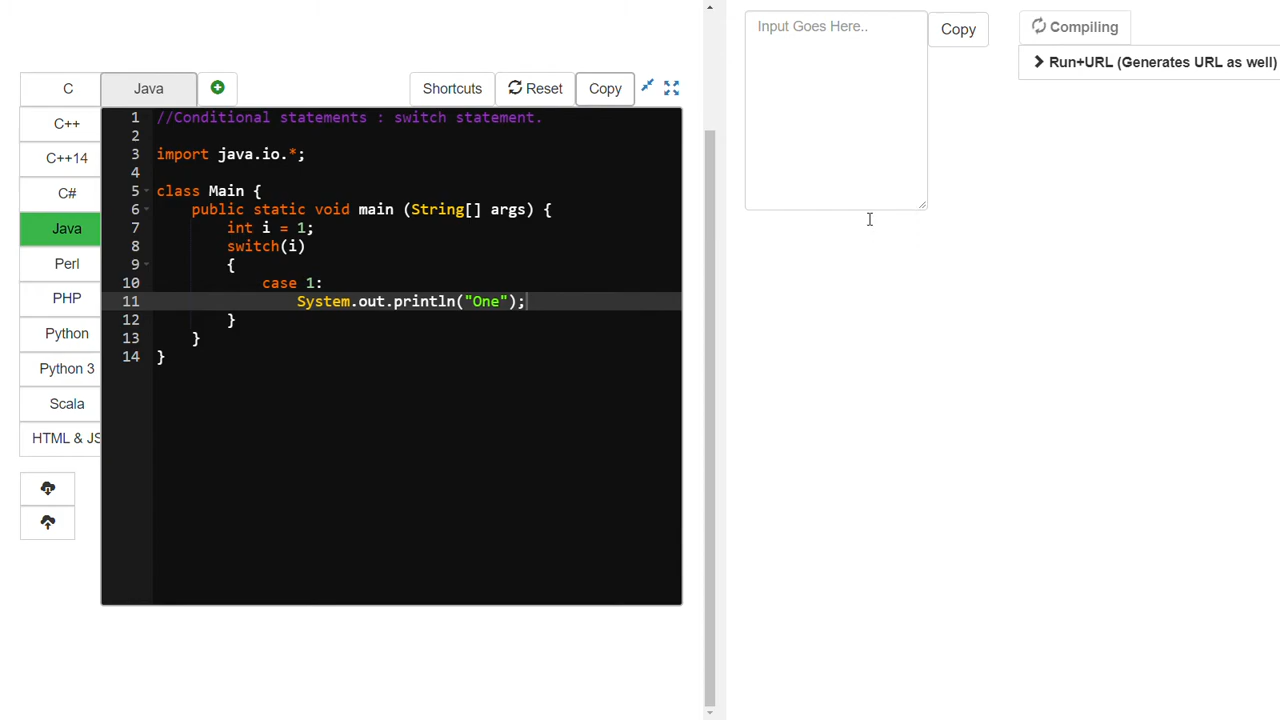 C
Java
Shortcuts
Reset
Copy
C++
C++14
C#
Java
Perl
PHP
Python
Python 3
Scala
HTML & JS
1 //Conditional statements : switch statement.
2
3 import java.io.*;
4
5 class Main {
6 public static void main (String[] args) {
7 int i = 1;
8 switch(i)
9 {
10 case 1:
11 System.out.println("One");
12 }
13 }
14 }
Input Goes Here..
Copy
Compiling
Run+URL (Generates URL as well)